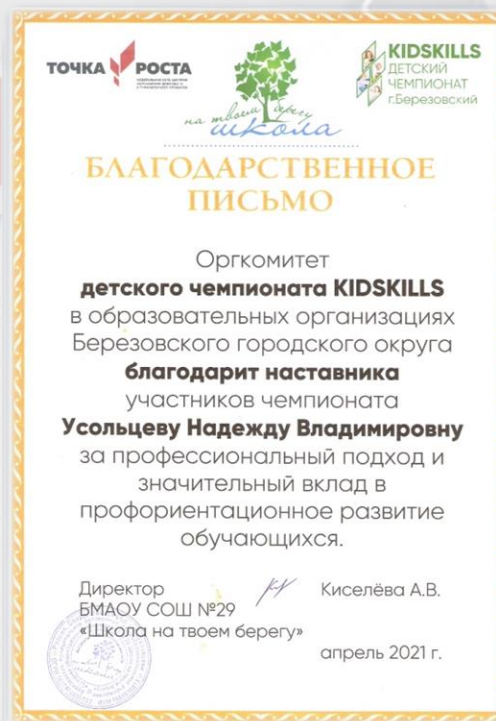 ТОЧКА РОСТА
на твоем берегу
школа
KIDSKILLS
ДЕТСКИЙ
ЧЕМПИОНАТ
г.Березовский
БЛАГОДАРСТВЕННОЕ
ПИСЬМО
Оргкомитет
детского чемпионата KIDSKILLS
в образовательных организациях
Березовского городского округа
благодарит наставника
участников чемпионата
Усольцеву Надежду Владимировну
за профессиональный подход и
значительный вклад в
профориентационное развитие
обучающихся.
Директор Киселёва А.В.
БМАОУ СОШ №29
«Школа на твоем берегу»
апрель 2021 г.